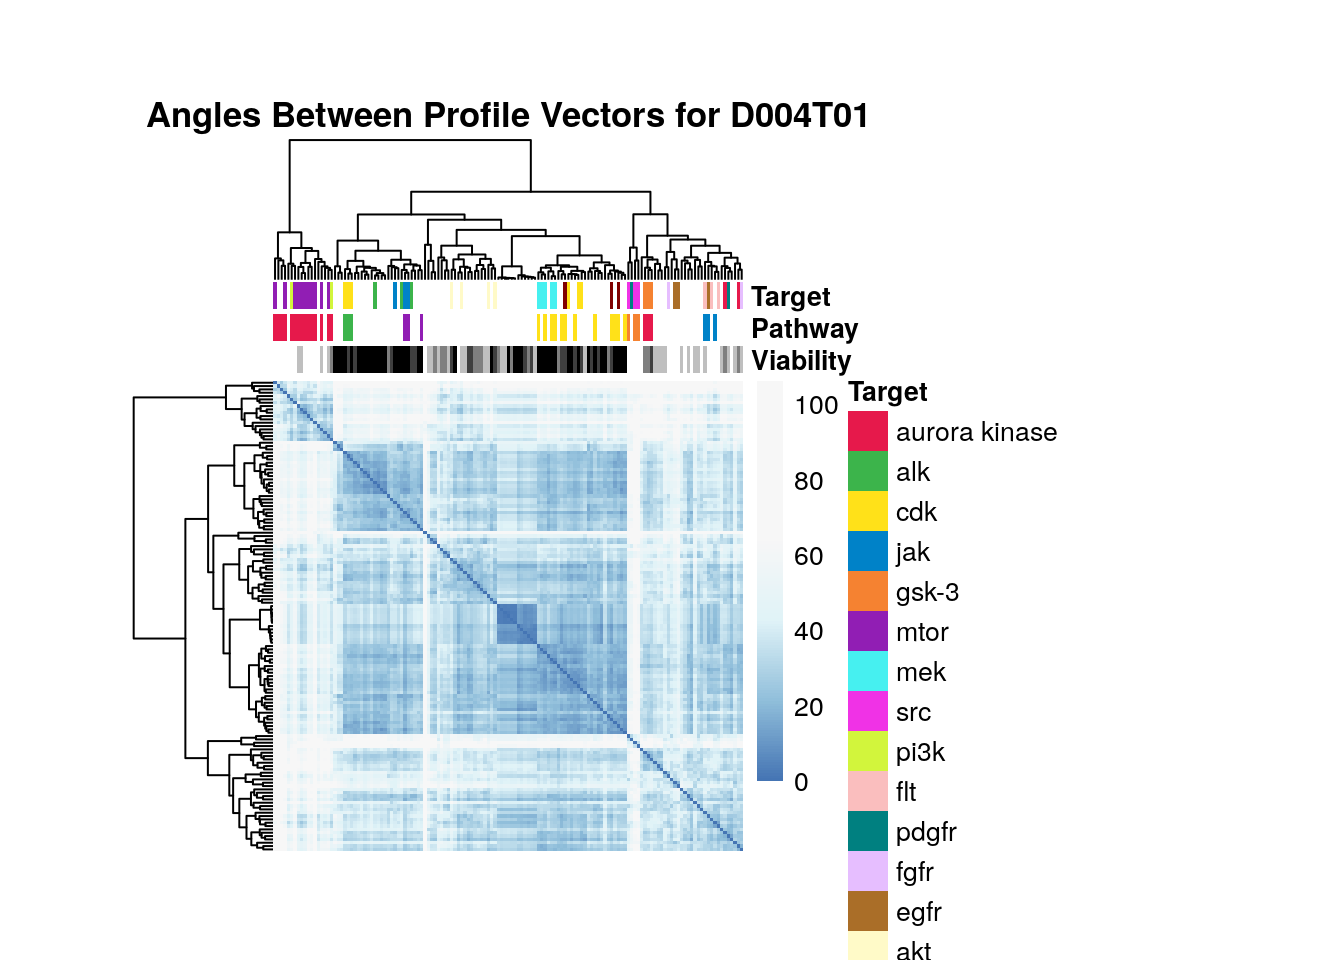 Angles Between Profile Vectors for D004T01
Target
Pathway
Viability
100
80
60
40
20
0
Target
aurora kinase
alk
cdk
jak
gsk-3
mtor
mek
src
pi3k
flt
pdgfr
fgfr
egfr
akt